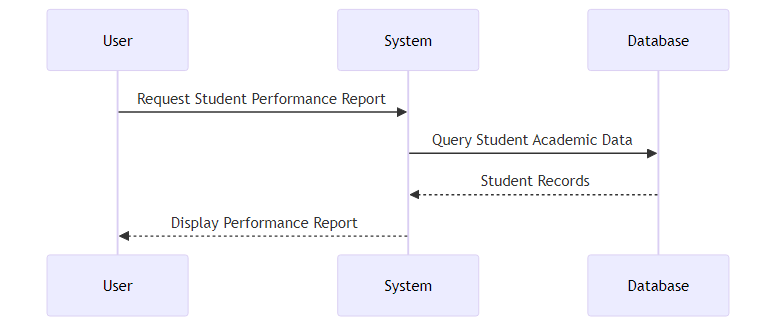 User
System
Database
Request Student Performance Report
Query Student Academic Data
Student Records
Display Performance Report
User
System
Database